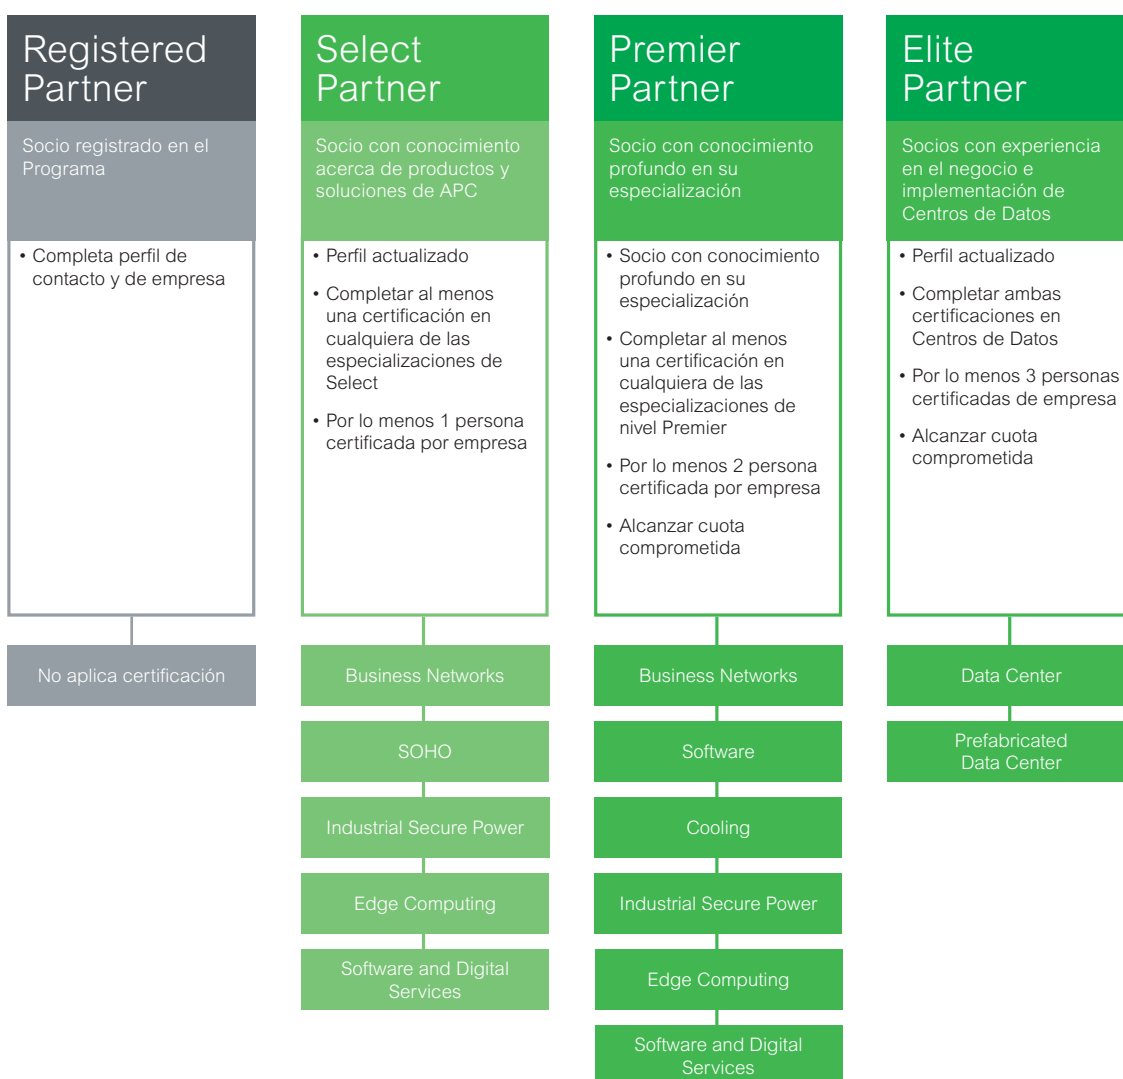 Registered
Partner
Socio registrado en el
Programa
• Completa perfil de
contacto y de empresa
No aplica certificación
Select
Partner
Socio con conocimiento
acerca de productos y
soluciones de APC
• Perfil actualizado
• Completar al menos
una certificación en
cualquiera de las
especializaciones de
Select
• Por lo menos 1 persona
certificada por empresa
Business Networks
SOHO
Industrial Secure Power
Edge Computing
Software and Digital
Services
Premier
Partner
Socio con conocimiento
profundo en su
especialización
• Socio con conocimiento
profundo en su
especialización
• Completar al menos
una certificación en
cualquiera de las
especializaciones de
nivel Premier
• Por lo menos 2 persona
certificada por empresa
• Alcanzar cuota
comprometida
Business Networks
Software
Cooling
Industrial Secure Power
Edge Computing
Software and Digital
Services
Elite
Partner
Socios con experiencia
en el negocio e
implementación de
Centros de Datos
• Perfil actualizado
• Completar ambas
certificaciones en
Centros de Datos
• Por lo menos 3 personas
certificadas de empresa
• Alcanzar cuota
comprometida
Data Center
Prefabricated
Data Center